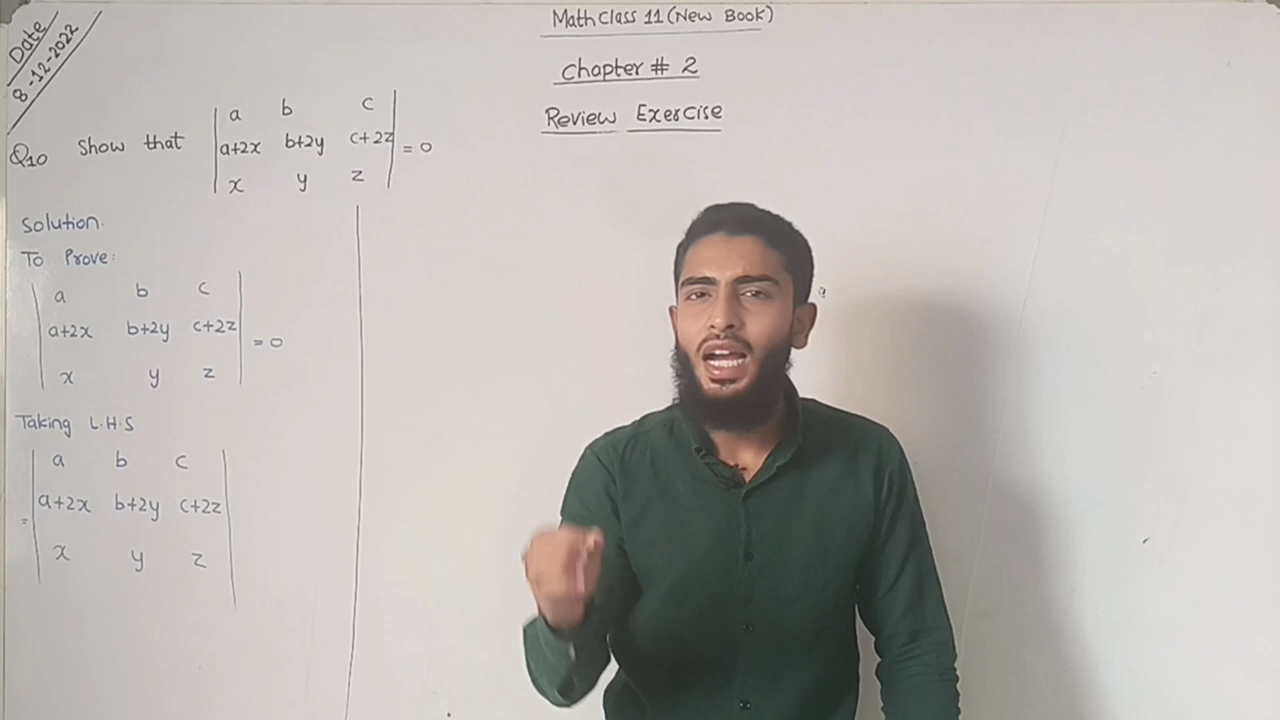 Date
8-12-2022
Math Class 11 (New Book)
Chapter # 2
Review Exercise
Q10 Show that
a b c
a+2x b+2y c+2z = 0
x y z
Solution.
To Prove:
a b c
a+2x b+2y c+2z = 0
x y z
Taking L.H.S
a b c
= a+2x b+2y c+2z
x y z